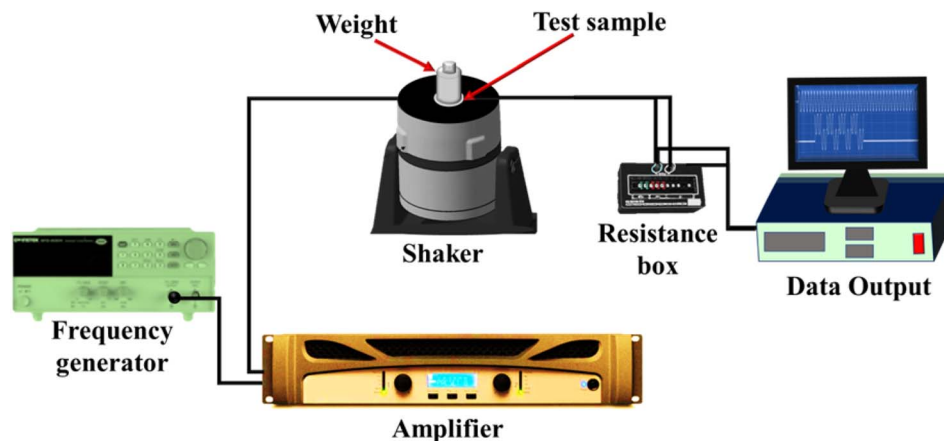 Weight
Test sample
Shaker
Resistance
box
Data Output
Frequency
generator
Amplifier